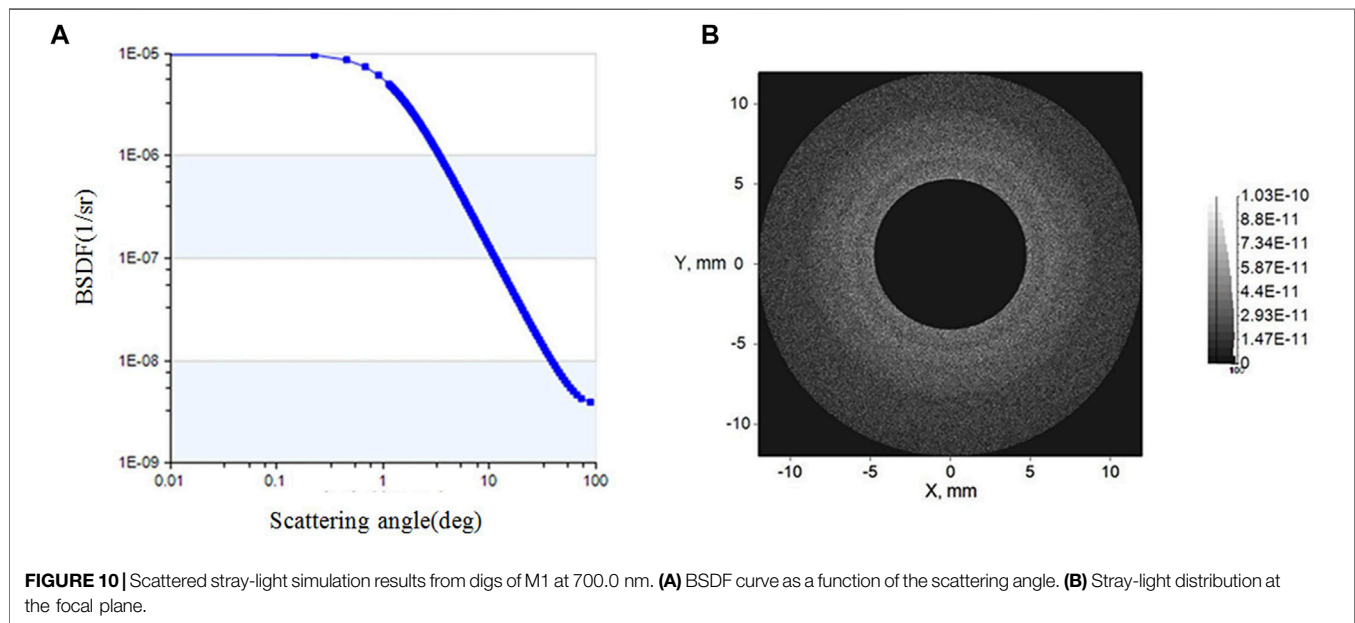 A
1E-05
1E-06
1E-07
1E-08
1E-09
BSDF(1/sr)
0.01 0.1 1 10 100
Scattering angle(deg)
B
10
5
Y, mm 0
-5
-10
-10 -5 0 5 10
X, mm
1.03E-10
8.8E-11
7.34E-11
5.87E-11
4.4E-11
2.93E-11
1.47E-11
0
FIGURE 10 | Scattered stray-light simulation results from digs of M1 at 700.0 nm. (A) BSDF curve as a function of the scattering angle. (B) Stray-light distribution at
the focal plane.